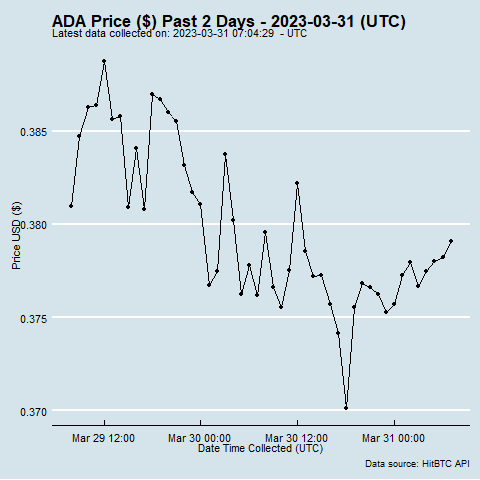 ADA Price ($) Past 2 Days - 2023-03-31 (UTC)
Latest data collected on: 2023-03-31 07:04:29 - UTC
Price USD ($)
0.385
0.380
0.375
0.370
Mar 29 12:00 Mar 30 00:00 Mar 30 12:00 Mar 31 00:00
Date Time Collected (UTC)
Data source: HitBTC API